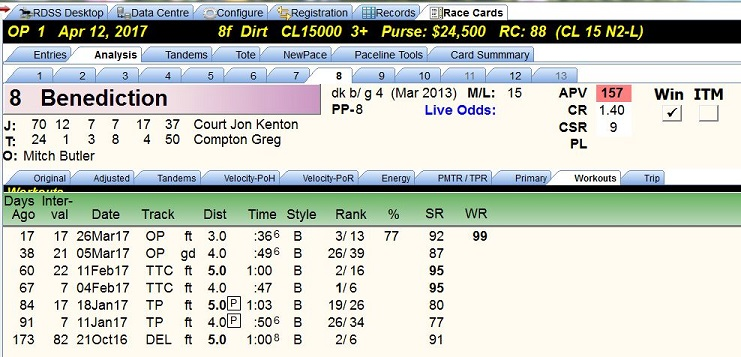 RDSS Desktop Data Centre Configure Registration Records Race Cards
OP 1 Apr 12, 2017 8f Dirt CL15000 3+ Purse: $24,500 RC: 88 (CL 15 N2-L)
Entries Analysis Tandems Tote NewPace Paceline Tools Card Summmary
1 2 3 4 5 6 7 8 9 10 11 12 13
8 Benediction dk b/ g 4 (Mar 2013) M/L: 15 APV 157 Win ITM
PP-8 Live Odds: CR 1.40
J: 70 12 7 7 17 37 Court Jon Kenton CSR 9
T: 24 1 3 8 4 50 Compton Greg PL
O: Mitch Butler
Original Adjusted Tandems Velocity-PoH Velocity-PoR Energy PMTR / TPR Primary Workouts Trip
Workouts
Days Inter-
Ago val Date Track Dist Time Style Rank % SR WR
17 17 26Mar17 OP ft 3.0 :36 6 B 3/ 13 77 92 99
38 21 05Mar17 OP gd 4.0 :49 6 B 26/ 39 87
60 22 11Feb17 TTC ft 5.0 1:00 B 2/ 16 95
67 7 04Feb17 TTC ft 4.0 :47 B 1/ 6 95
84 17 18Jan17 TP ft 5.0 P 1:03 B 19/ 26 80
91 7 11Jan17 TP ft 4.0 P :50 6 B 26/ 34 77
173 82 21Oct16 DEL ft 5.0 1:00 8 B 2/ 6 91